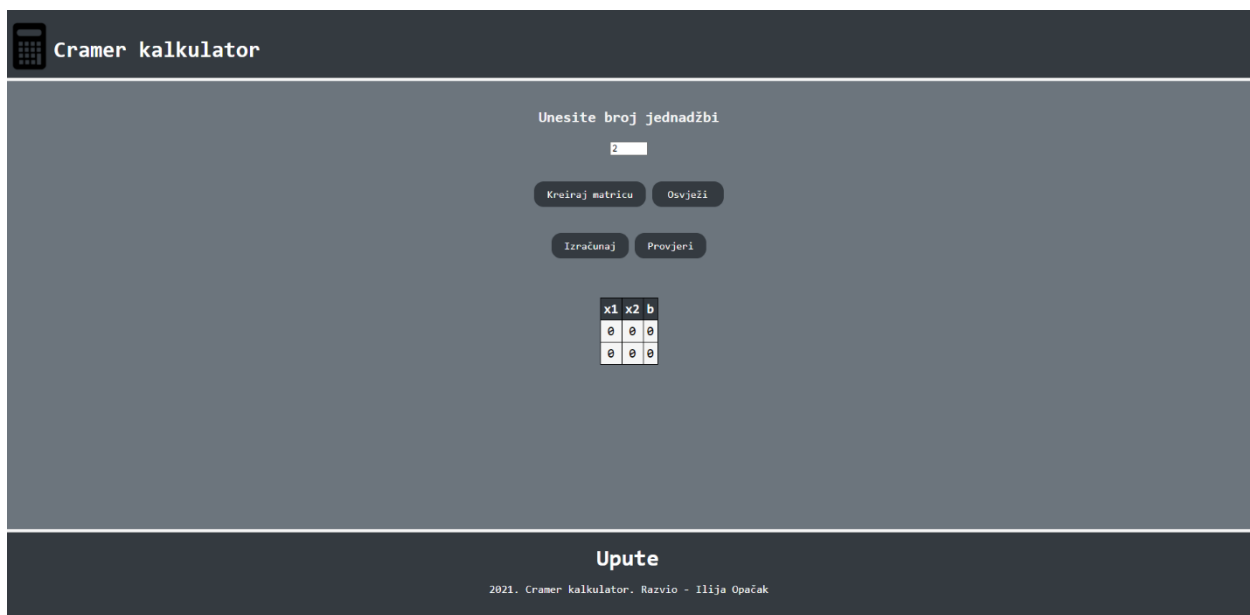 Cramer kalkulator
Unesite broj jednadžbi
2
Kreiraj matricu Osvježi
Izračunaj Provjeri
x1 x2 b
0 0 0
0 0 0
Upute
2021. Cramer kalkulator. Razvio - Ilija Opačak